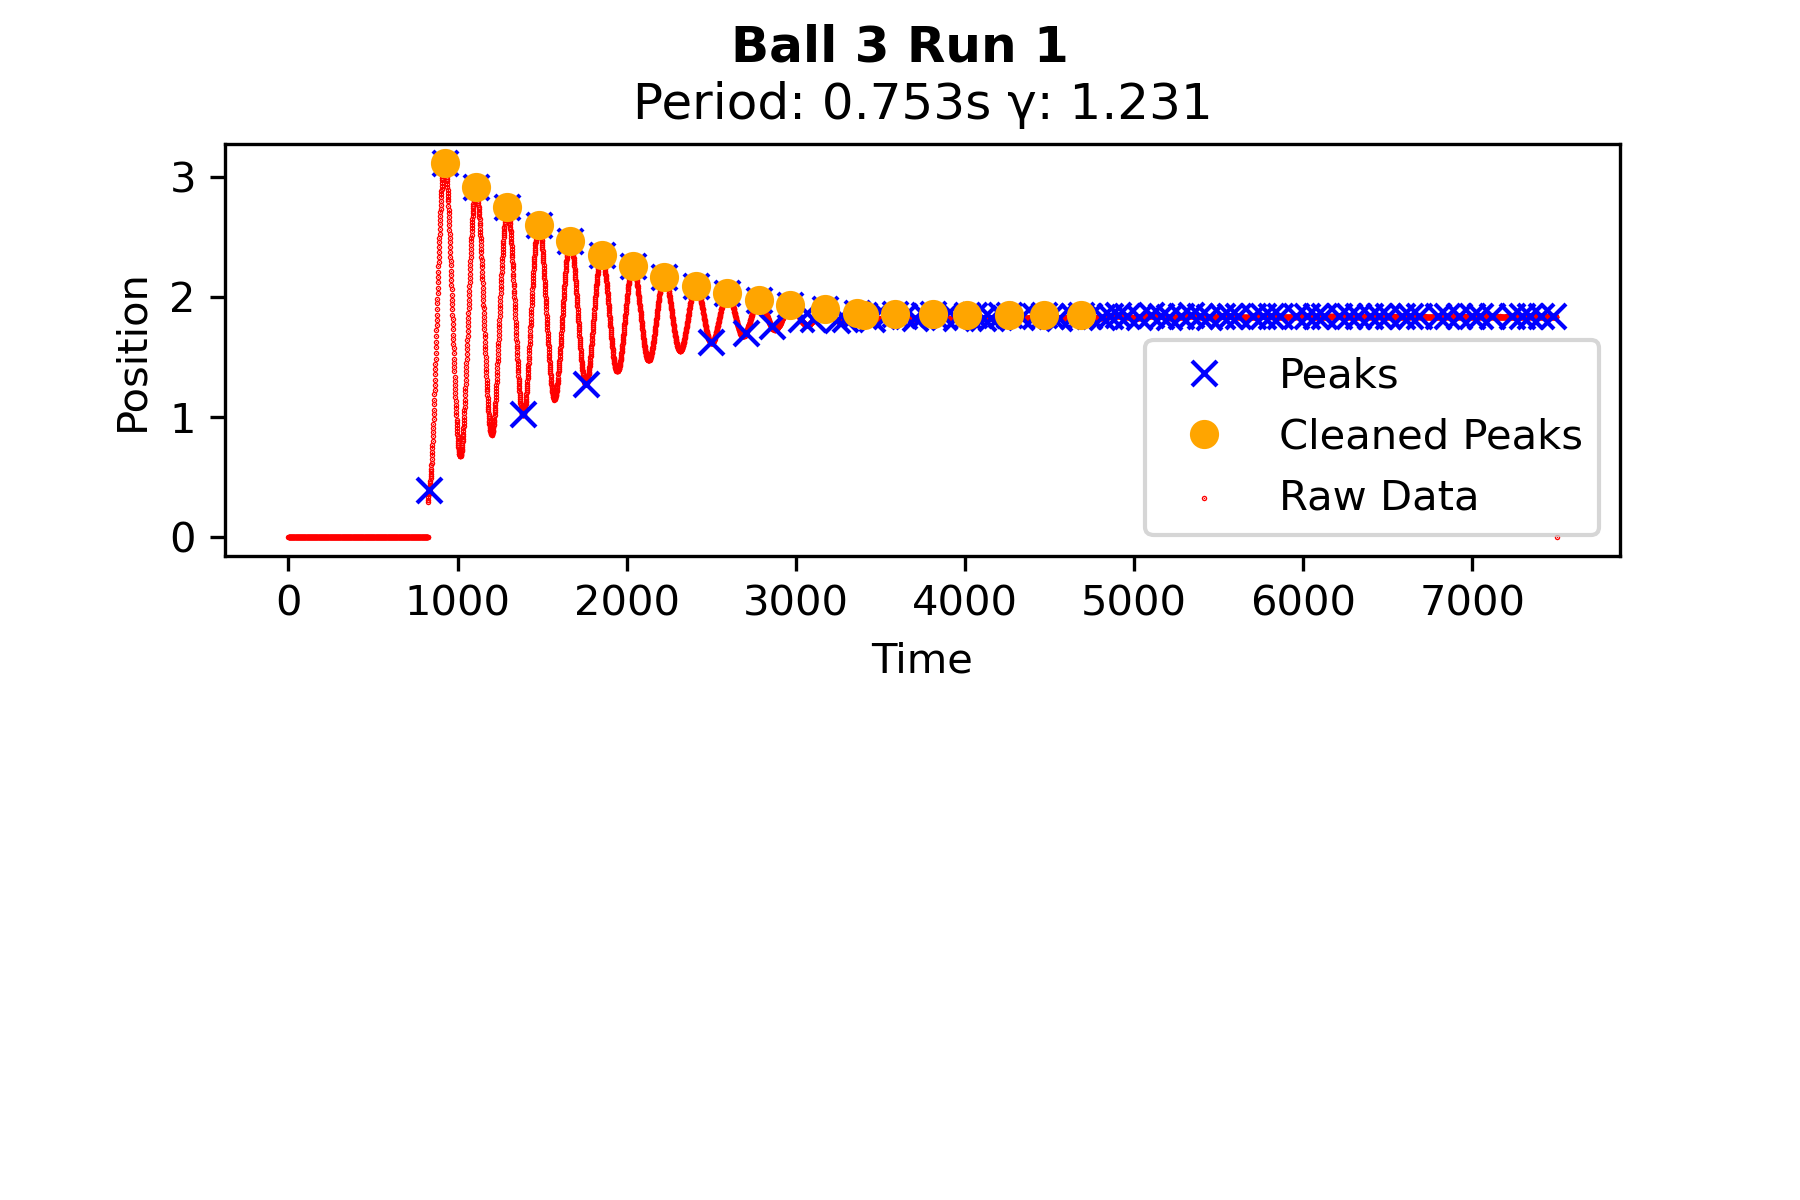 Ball 3 Run 1
Period: 0.753s γ: 1.231
3
2
1
0
Position
Peaks
Cleaned Peaks
Raw Data
0 1000 2000 3000 4000 5000 6000 7000
Time